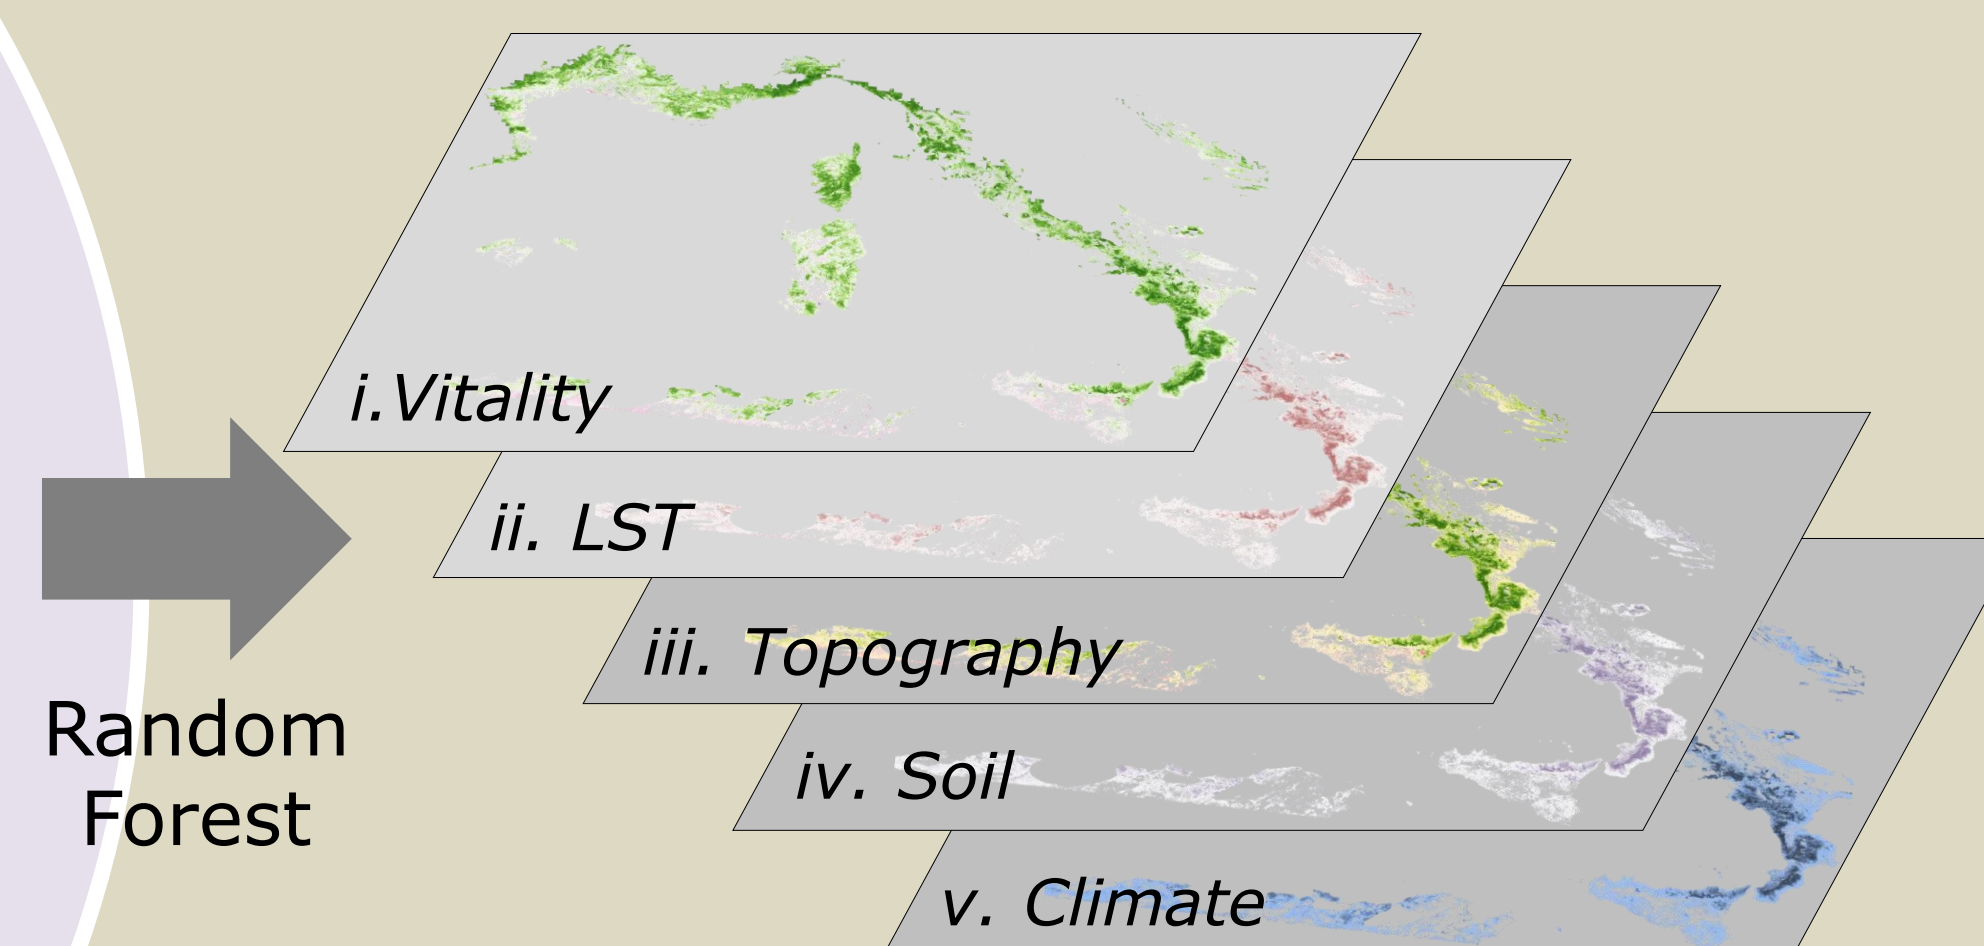 i.Vitality
ii. LST
iii. Topography
iv. Soil
v. Climate
Random
Forest